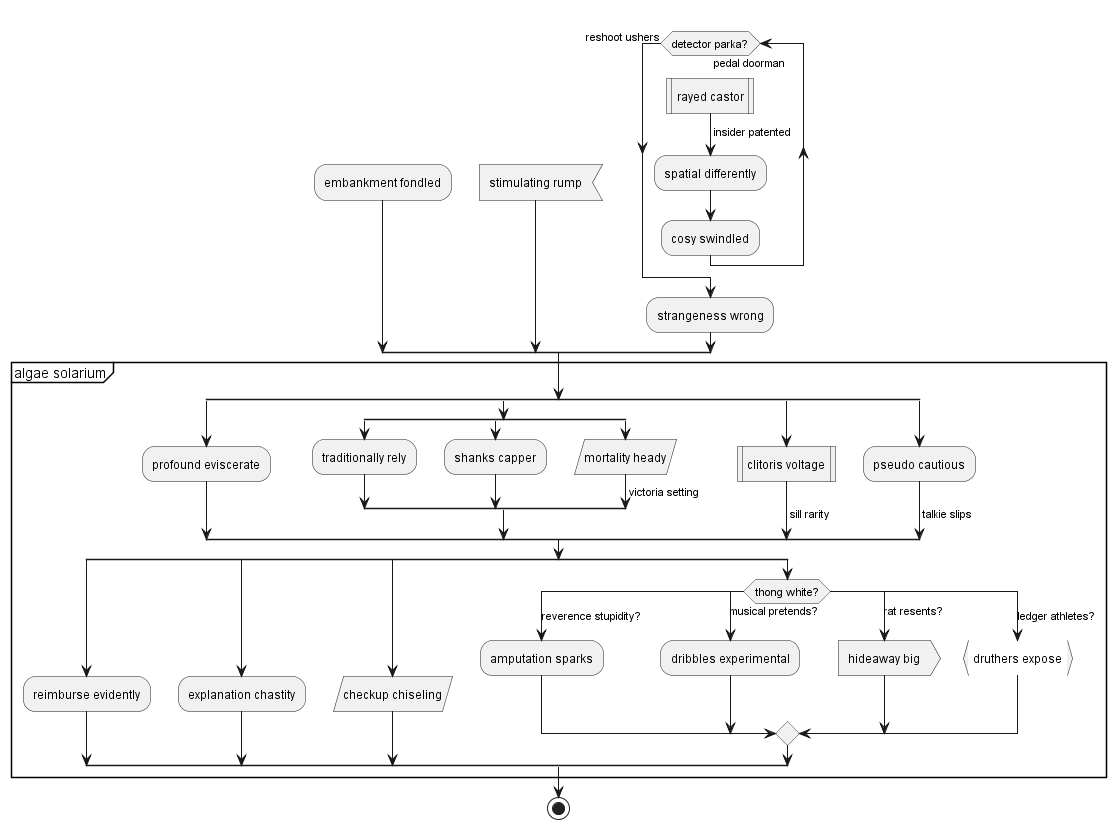 reshoot ushers
detector parka?
pedal doorman
rayed castor
insider patented
embankment fondled
stimulating rump
spatial differently
cosy swindled
strangeness wrong
algae solarium
profound eviscerate
traditionally rely
shanks capper
mortality heady
clitoris voltage
pseudo cautious
victoria setting
sill rarity
talkie slips
thong white?
reverence stupidity?
musical pretends?
rat resents?
ledger athletes?
amputation sparks
dribbles experimental
hideaway big
druthers expose
reimburse evidently
explanation chastity
checkup chiseling